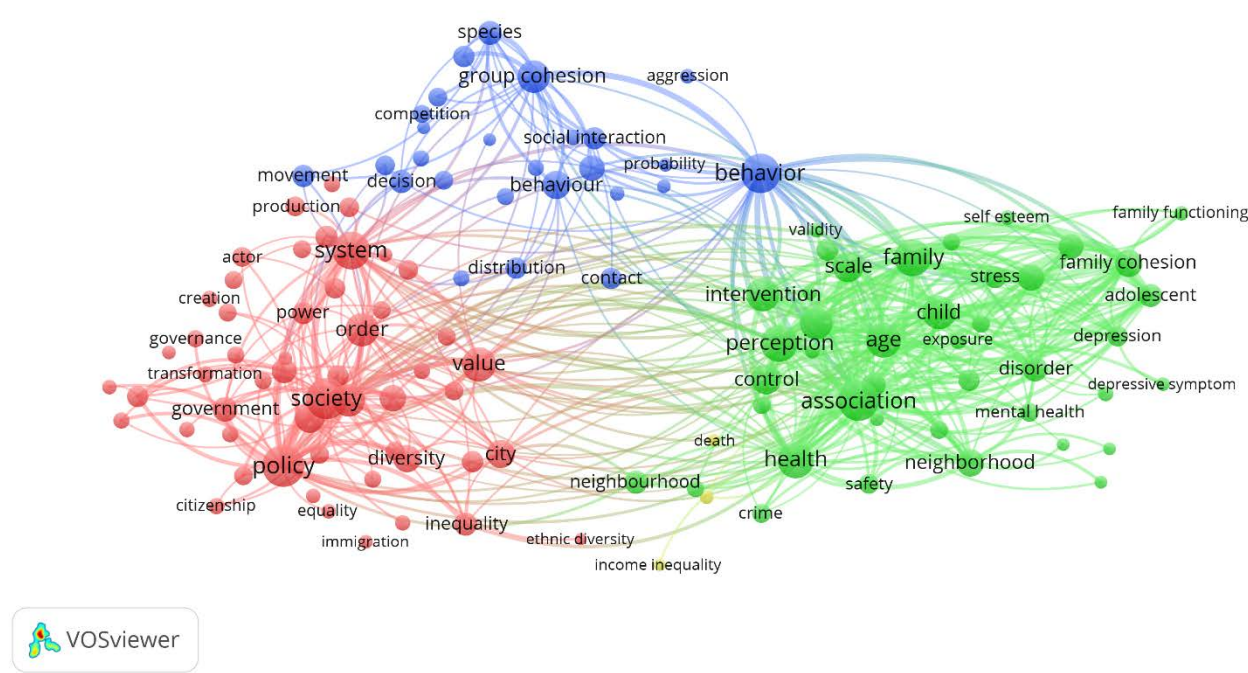 species
group cohesion
aggression
competition
social interaction
probability
movement
decision
behaviour
behavior
production
self esteem
family functioning
validity
system
actor
distribution
contact
scale
family
stress
family cohesion
creation
intervention
adolescent
power
child
governance
order
perception
age
exposure
depression
transformation
value
control
disorder
depressive symptom
government
society
association
mental health
death
policy
diversity
city
health
neighborhood
neighbourhood
safety
citizenship
equality
crime
inequality
immigration
ethnic diversity
income inequality
VOSviewer